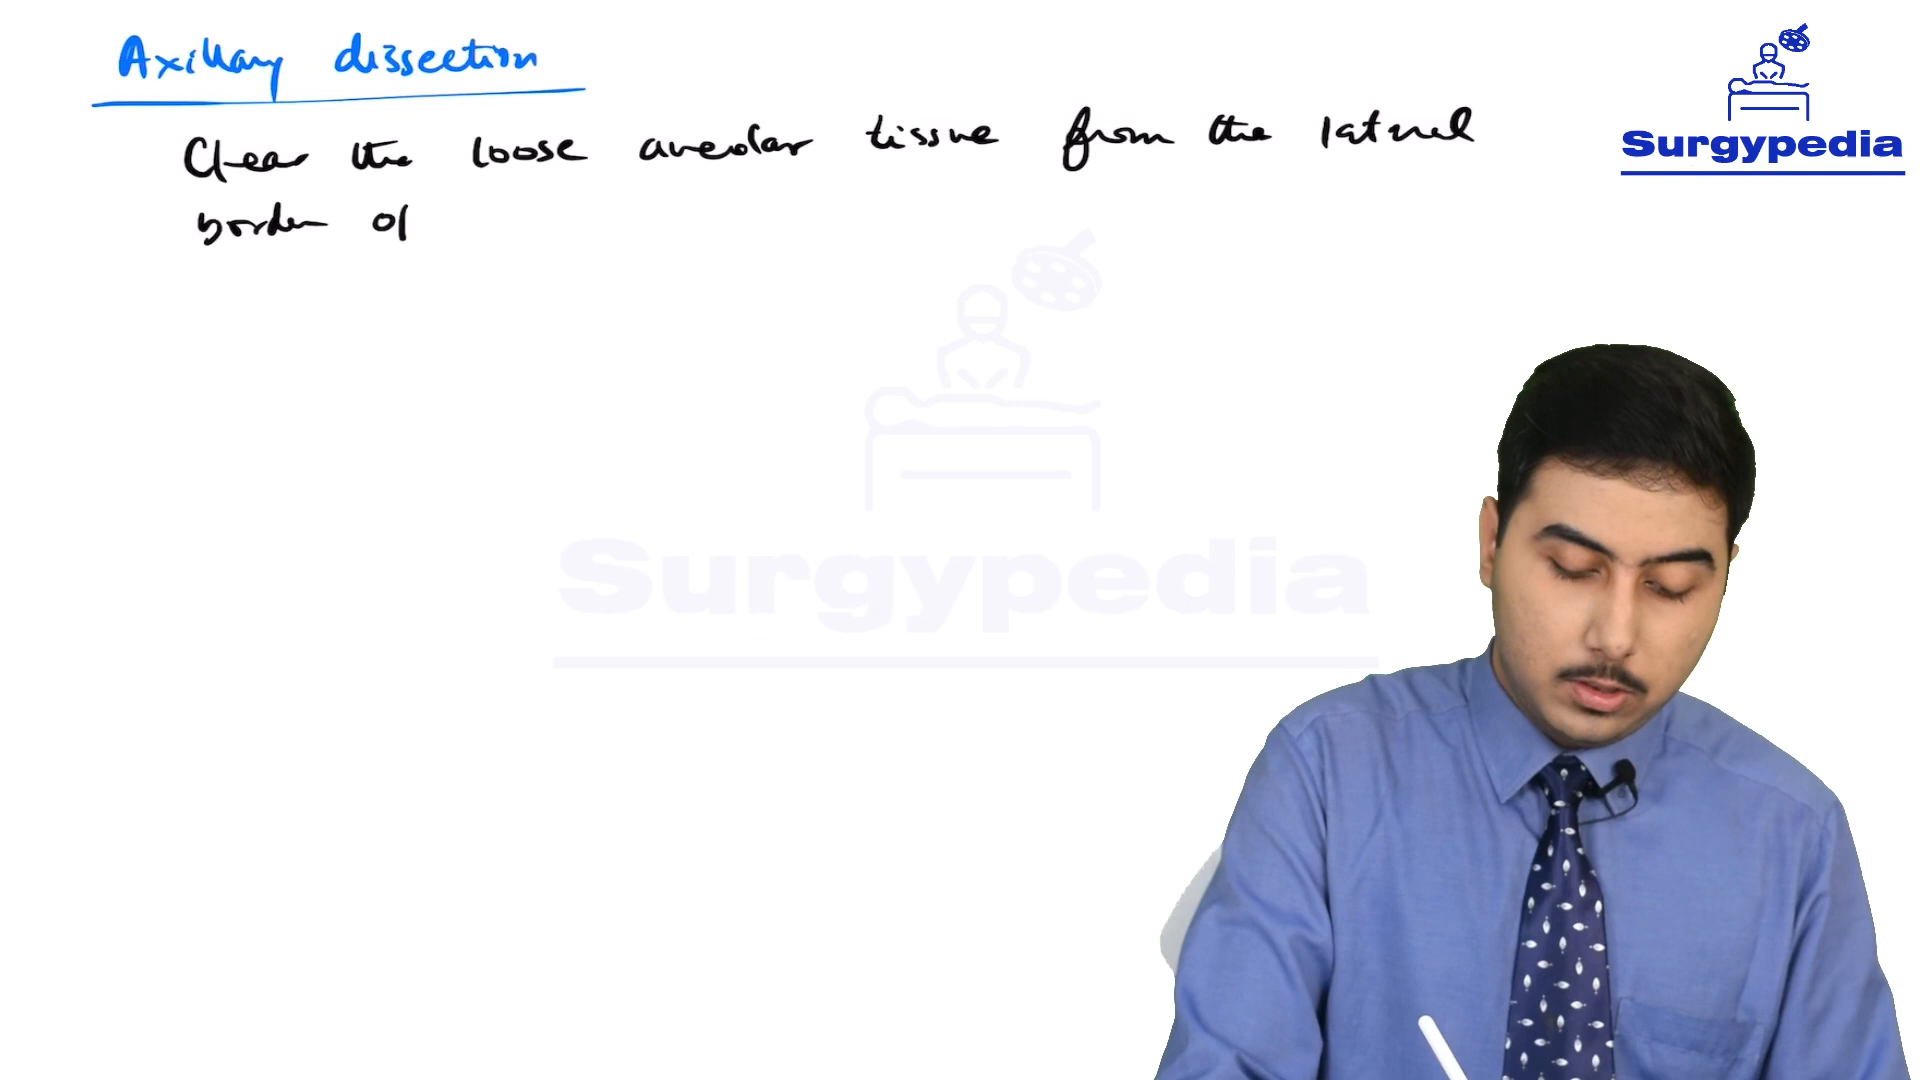 Axillary dissection
Clear the loose areolar tissue from the lateral
border of
Surgypedia
Surgypedia